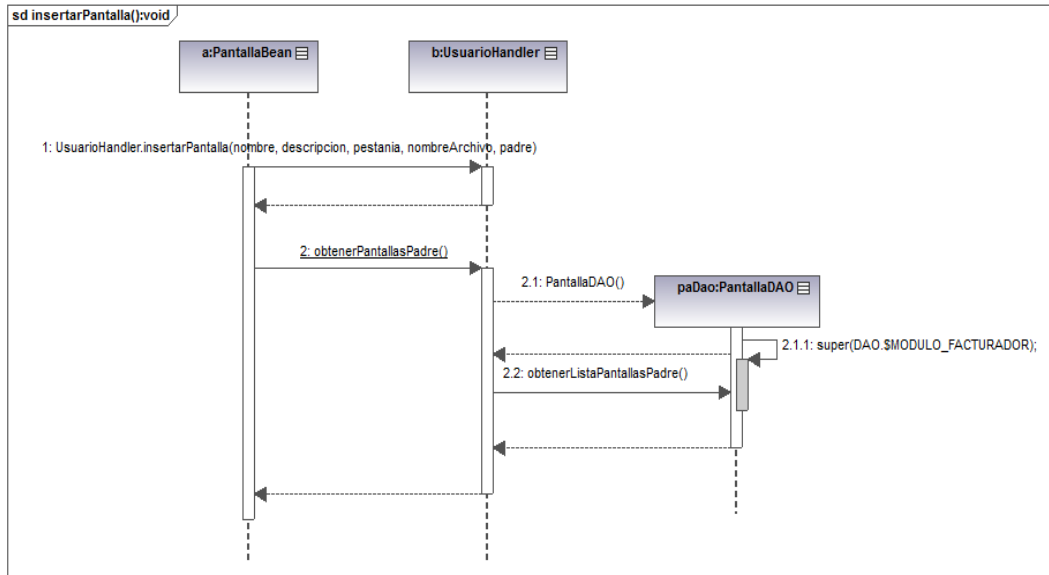 sd insertarPantalla():void
a:PantallaBean
b:UsuarioHandler
1: UsuarioHandler.insertarPantalla(nombre, descripcion, pestania, nombreArchivo, padre)
2: obtenerPantallasPadre()
2.1: PantallaDAO()
paDao:PantallaDAO
2.1.1: super(DAO.$MODULO_FACTURADOR);
2.2: obtenerListaPantallasPadre()